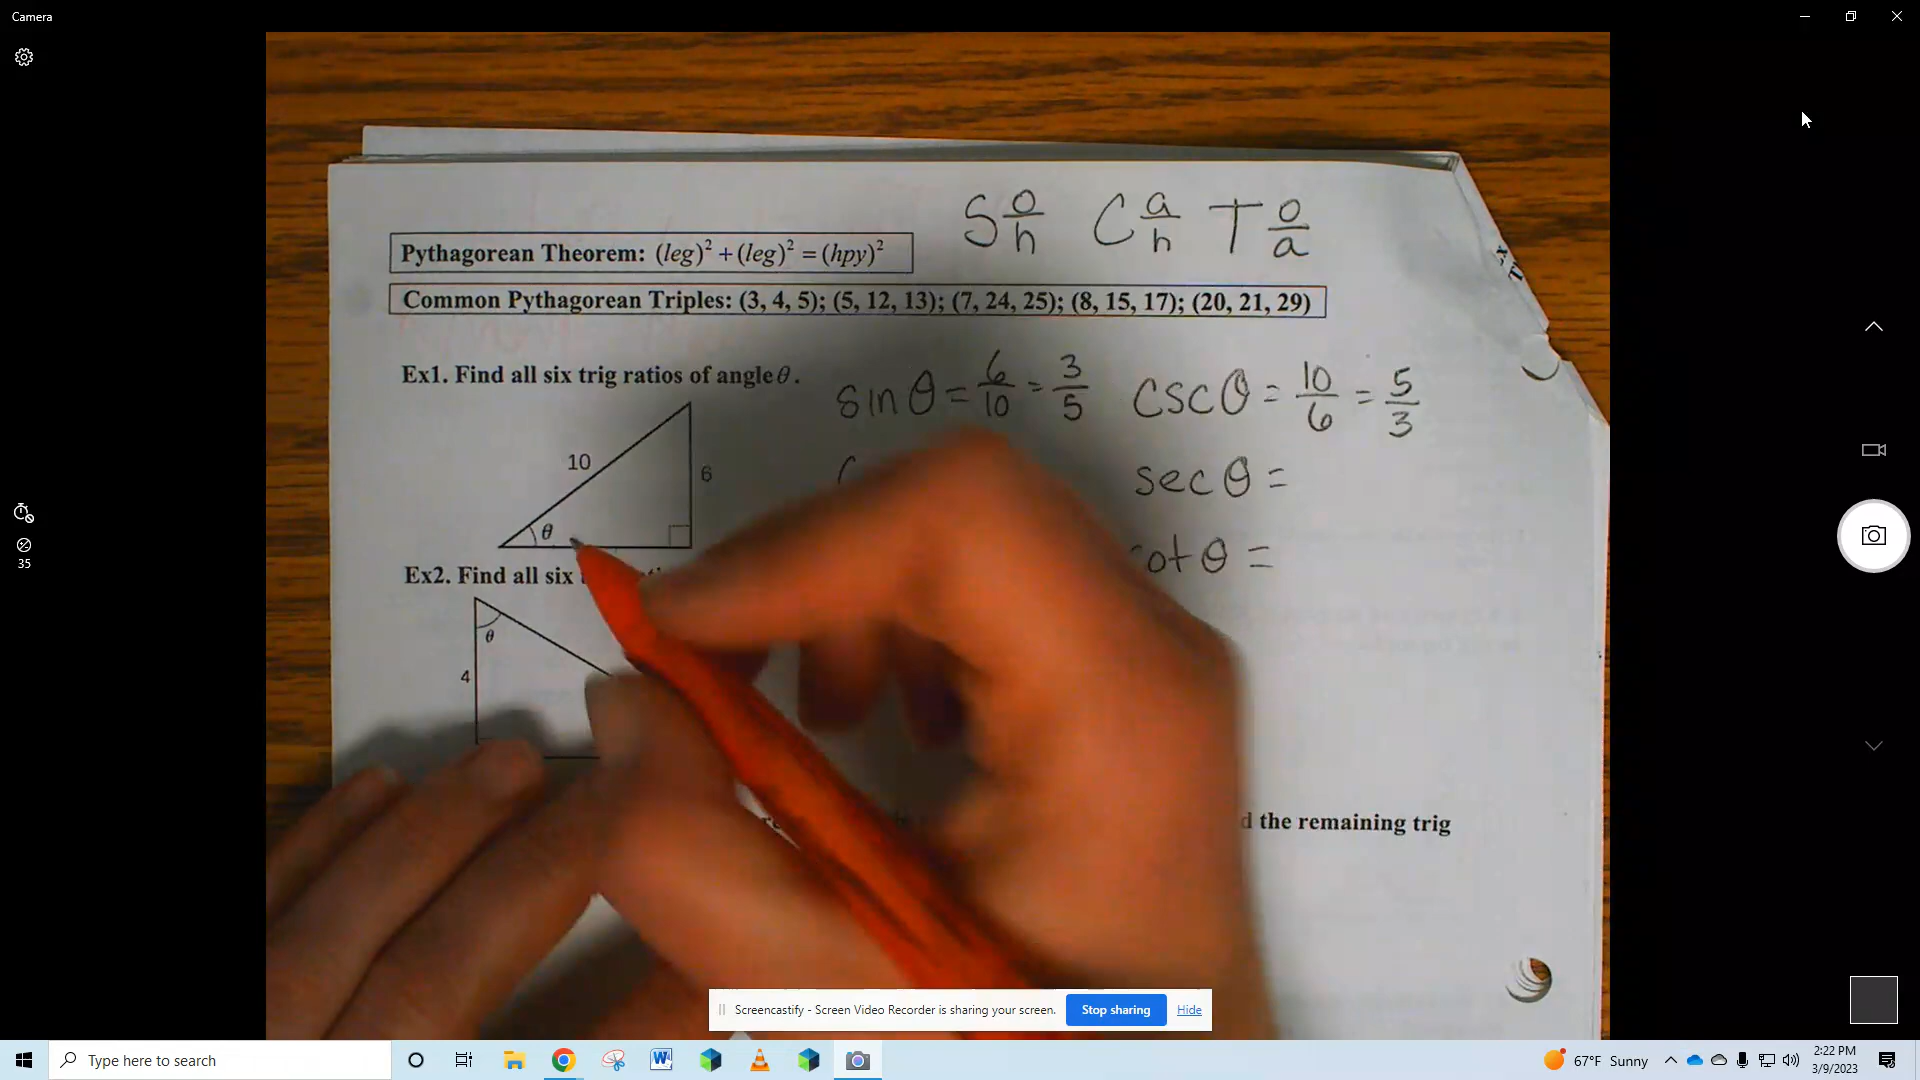 Camera
S o/h C a/h T o/a
Pythagorean Theorem: (leg)² + (leg)² = (hpy)²
Common Pythagorean Triples: (3, 4, 5); (5, 12, 13); (7, 24, 25); (8, 15, 17); (20, 21, 29)
Ex1. Find all six trig ratios of angle θ.
sin θ = 6/10 = 3/5
csc θ = 10/6 = 5/3
10
6
θ
sec θ =
cot θ =
Ex2. Find all six
θ
4
the remaining trig
35
Screencastify - Screen Video Recorder is sharing your screen.
Stop sharing
Hide
Type here to search
67°F Sunny
2:22 PM
3/9/2023